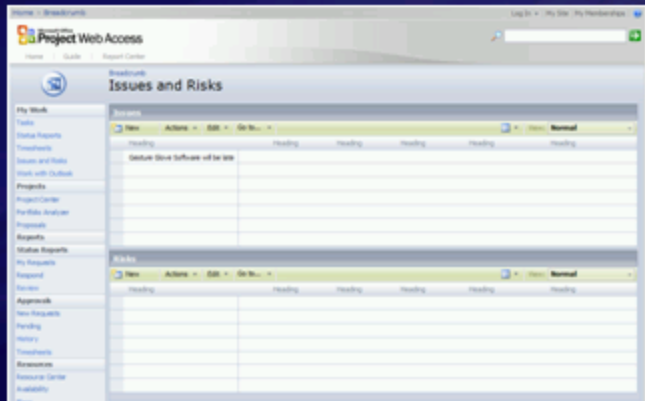 Home > Breadcrumb
Log In My Site My Memberships
Microsoft Office
Project Web Access
Home Guide Report Center
Breadcrumb
Issues and Risks
My Work
Tasks
Status Reports
Timesheets
Issues and Risks
Work with Outlook
Projects
Project Center
Portfolio Analyzer
Proposals
Reports
Status Reports
My Requests
Respond
Review
Approvals
New Requests
Pending
History
Timesheets
Resources
Resource Center
Availability
Issues
New Actions Edit Go to... View: Normal
Heading Heading Heading Heading Heading Heading
Gesture Glove Software will be late
Risks
New Actions Edit Go to... View: Normal
Heading Heading Heading Heading Heading Heading